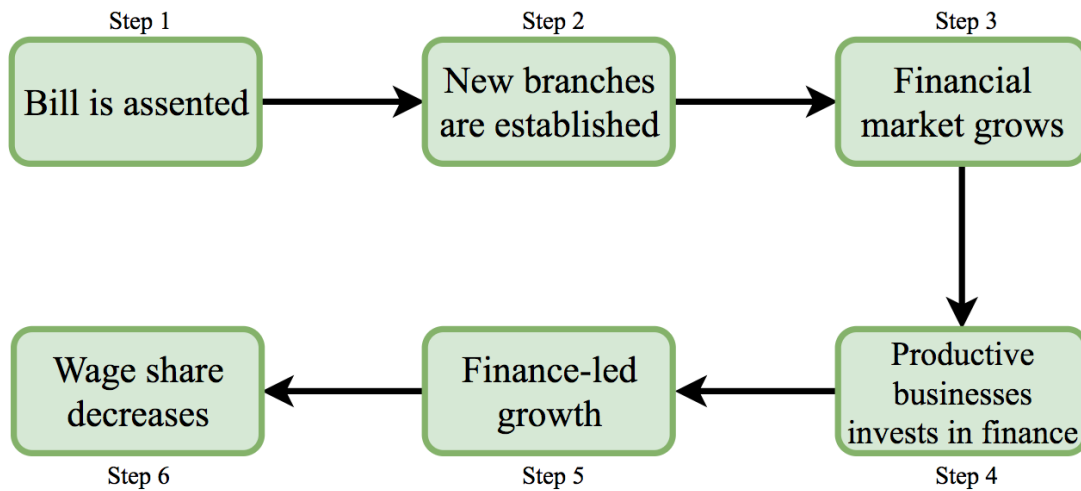 Step 1
Step 2
Step 3
Bill is assented
New branches
are established
Financial
market grows
Productive
businesses
invests in finance
Finance-led
growth
Wage share
decreases
Step 6
Step 5
Step 4